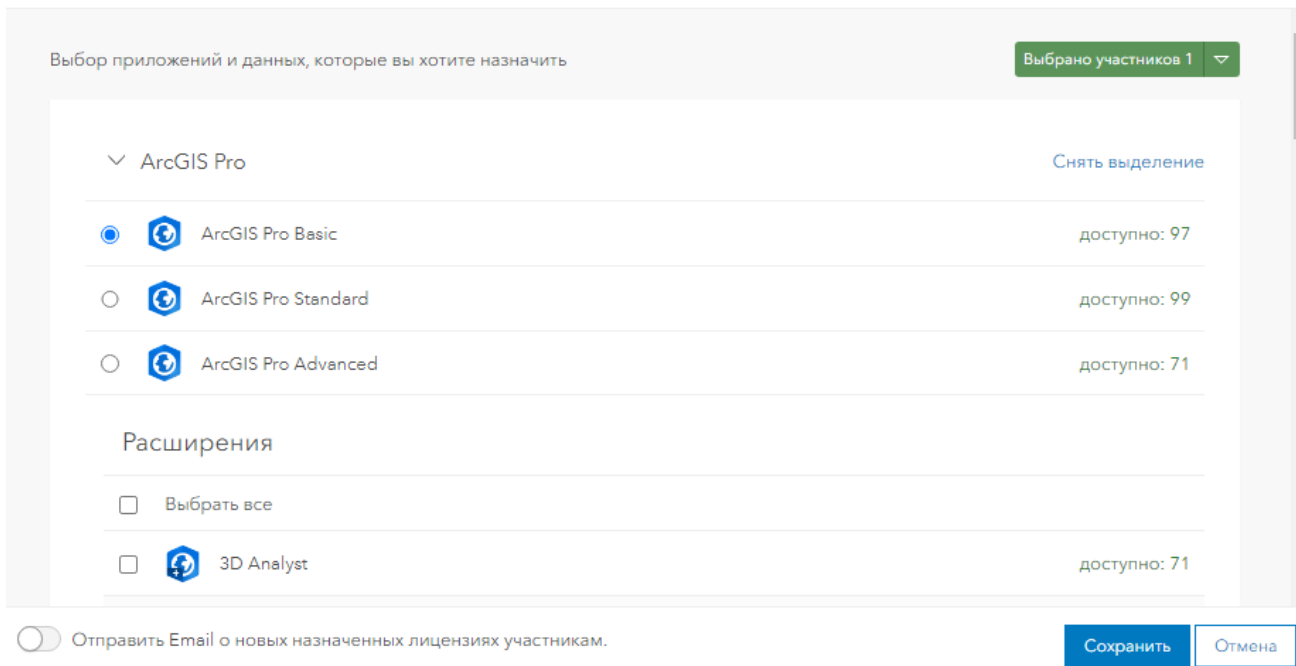 Выбор приложений и данных, которые вы хотите назначить
Выбрано участников 1
ArcGIS Pro
Снять выделение
ArcGIS Pro Basic
доступно: 97
ArcGIS Pro Standard
доступно: 99
ArcGIS Pro Advanced
доступно: 71
Расширения
Выбрать все
3D Analyst
доступно: 71
Отправить Email о новых назначенных лицензиях участникам.
Сохранить
Отмена